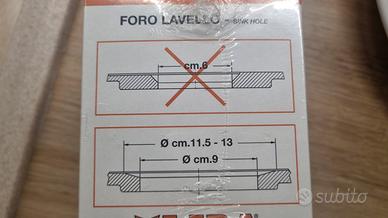 FORO LAVELLO - SINK HOLE
cm.6
Ø cm.11.5 - 13
Ø cm.9
subito